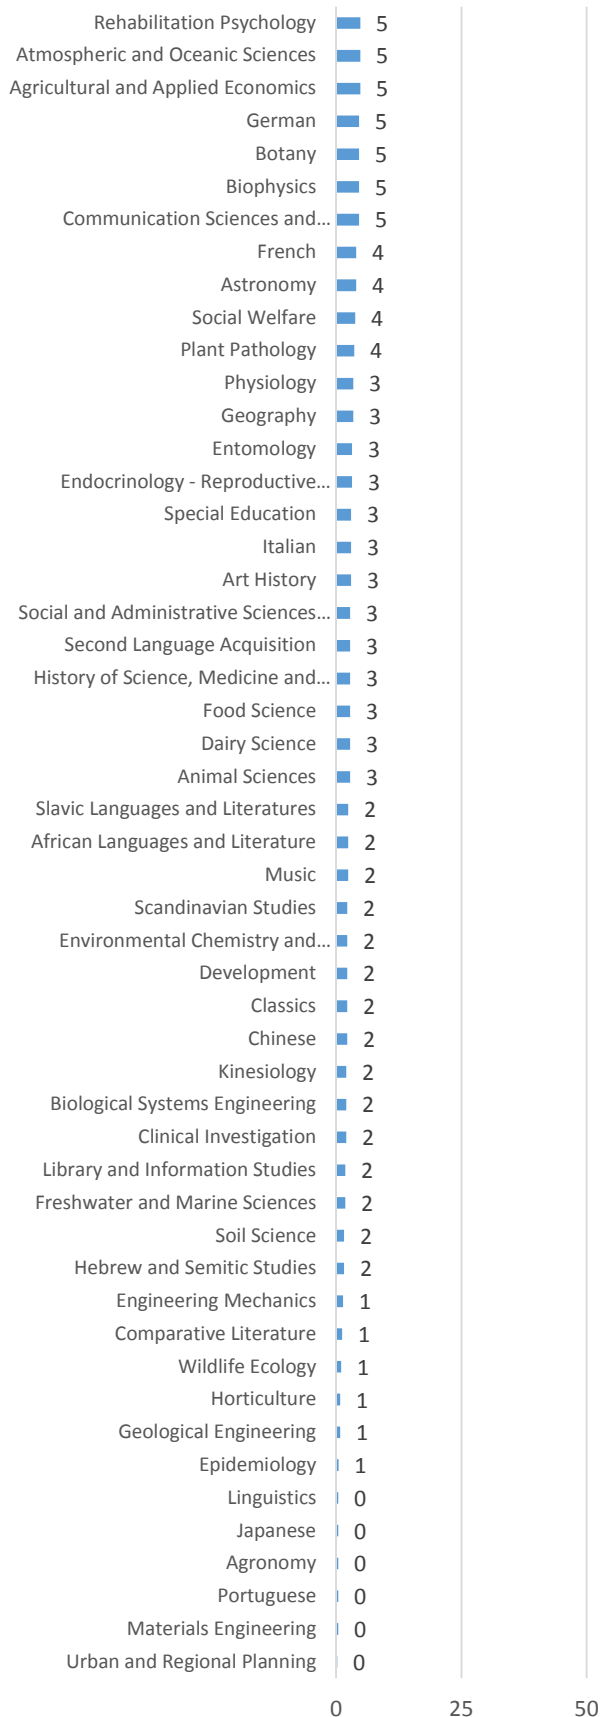 Rehabilitation Psychology 5
Atmospheric and Oceanic Sciences 5
Agricultural and Applied Economics 5
German 5
Botany 5
Biophysics 5
Communication Sciences and... 5
French 4
Astronomy 4
Social Welfare 4
Plant Pathology 4
Physiology 3
Geography 3
Entomology 3
Endocrinology - Reproductive... 3
Special Education 3
Italian 3
Art History 3
Social and Administrative Sciences... 3
Second Language Acquisition 3
History of Science, Medicine and... 3
Food Science 3
Dairy Science 3
Animal Sciences 3
Slavic Languages and Literatures 2
African Languages and Literature 2
Music 2
Scandinavian Studies 2
Environmental Chemistry and... 2
Development 2
Classics 2
Chinese 2
Kinesiology 2
Biological Systems Engineering 2
Clinical Investigation 2
Library and Information Studies 2
Freshwater and Marine Sciences 2
Soil Science 2
Hebrew and Semitic Studies 2
Engineering Mechanics 1
Comparative Literature 1
Wildlife Ecology 1
Horticulture 1
Geological Engineering 1
Epidemiology 1
Linguistics 0
Japanese 0
Agronomy 0
Portuguese 0
Materials Engineering 0
Urban and Regional Planning 0
0 25 50